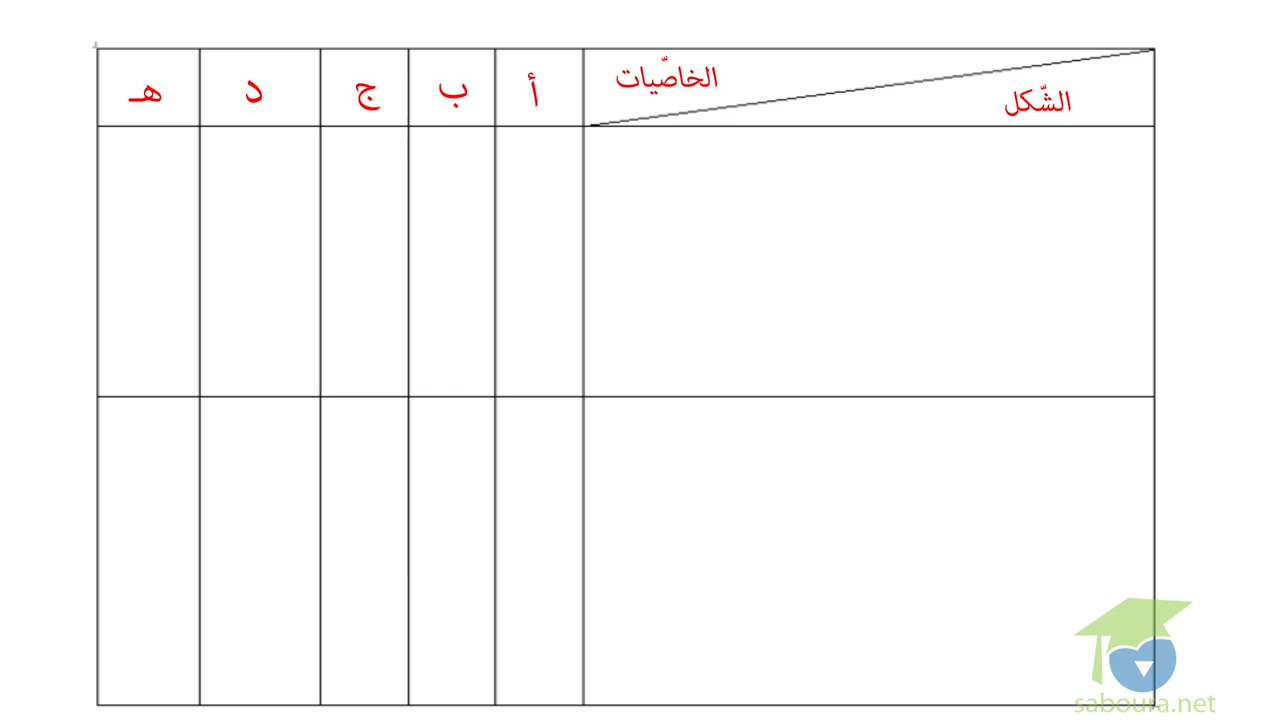 الخاصّيات
الشّكل
أ ب ج د هـ
saboura.net